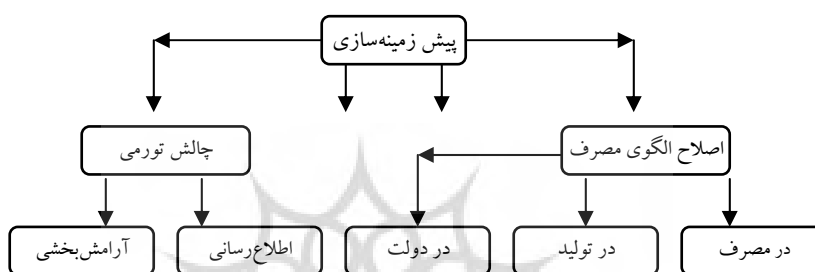 پیش زمینه‌سازی
اصلاح الگوی مصرف
چالش تورمی
در مصرف
در تولید
در دولت
اطلاع‌رسانی
آرامش‌بخشی